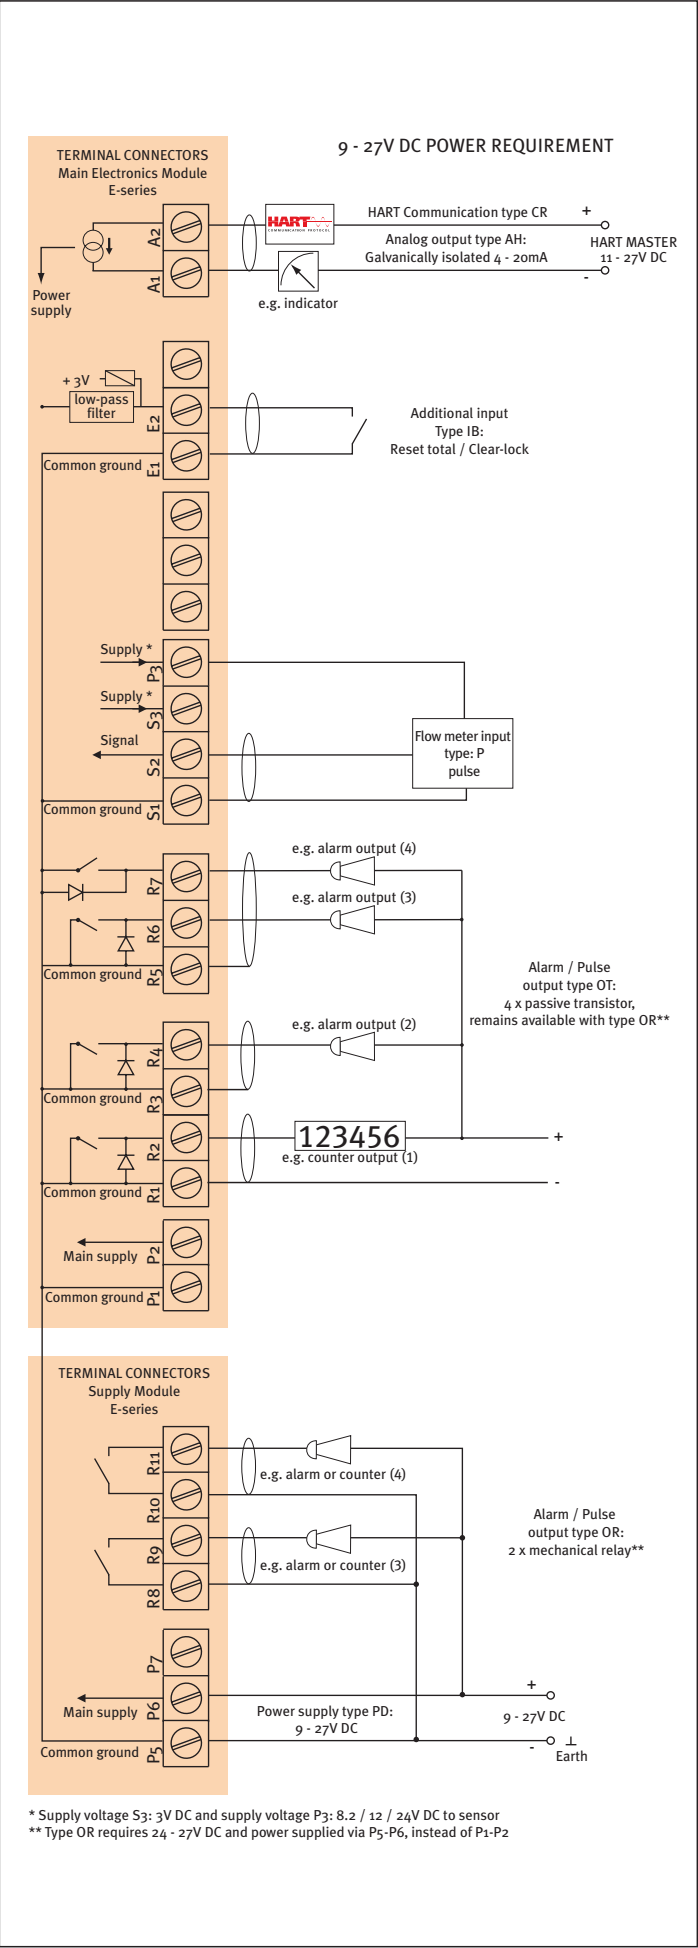 9 - 27V DC POWER REQUIREMENT
TERMINAL CONNECTORS
Main Electronics Module
E-series
A2
A1
Power
supply
HART
COMMUNICATION PROTOCOL
HART Communication type CR
+
Analog output type AH:
Galvanically isolated 4 - 20mA
HART MASTER
11 - 27V DC
-
e.g. indicator
+ 3V
low-pass
filter
E2
E1
Common ground
Additional input
Type IB:
Reset total / Clear-lock
Supply *
P3
Supply *
S3
Signal
S2
Common ground
S1
Flow meter input
type: P
pulse
e.g. alarm output (4)
R7
e.g. alarm output (3)
R6
Common ground
R5
Alarm / Pulse
output type OT:
4 x passive transistor,
remains available with type OR**
e.g. alarm output (2)
R4
Common ground
R3
R2
123456
+
e.g. counter output (1)
Common ground
R1
-
Main supply
P2
Common ground
P1
TERMINAL CONNECTORS
Supply Module
E-series
R11
e.g. alarm or counter (4)
R10
R9
e.g. alarm or counter (3)
R8
Alarm / Pulse
output type OR:
2 x mechanical relay**
P7
Main supply
P6
Power supply type PD:
9 - 27V DC
+
9 - 27V DC
-
Earth
Common ground
P5
* Supply voltage S3: 3V DC and supply voltage P3: 8.2 / 12 / 24V DC to sensor
** Type OR requires 24 - 27V DC and power supplied via P5-P6, instead of P1-P2